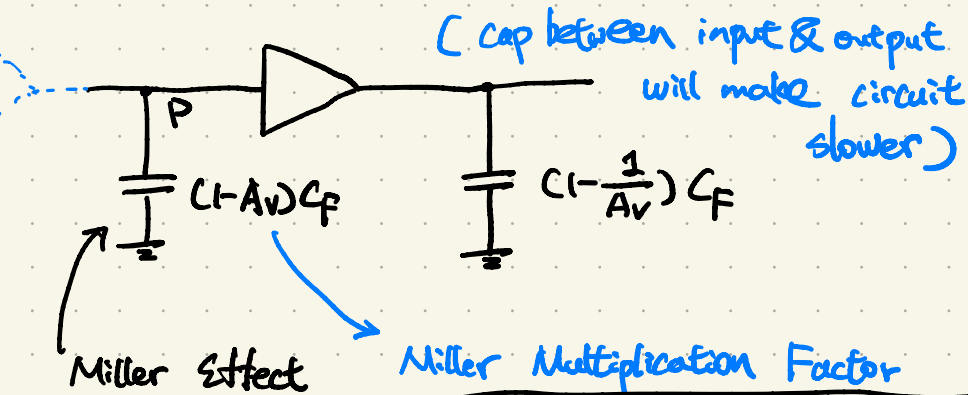 ( cap between input & output
will make circuit
slower )
P
(1-Av)CF
(1-1/Av) CF
Miller Effect
Miller Multiplication Factor